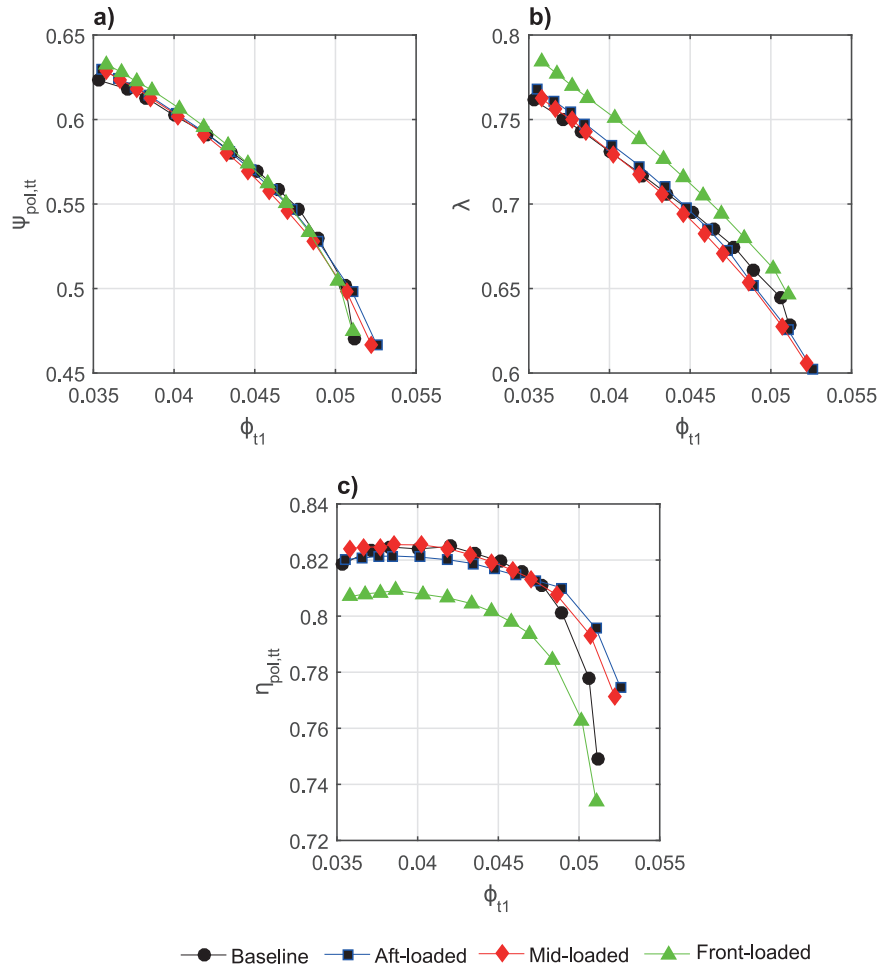 a)
0.65
0.6
0.55
0.5
0.45
ψpol,tt
0.035 0.04 0.045 0.05 0.055
ϕt1
b)
0.8
0.75
0.7
0.65
0.6
λ
0.035 0.04 0.045 0.05 0.055
ϕt1
c)
0.84
0.82
0.8
0.78
0.76
0.74
0.72
ηpol,tt
0.035 0.04 0.045 0.05 0.055
ϕt1
Baseline Aft-loaded Mid-loaded Front-loaded